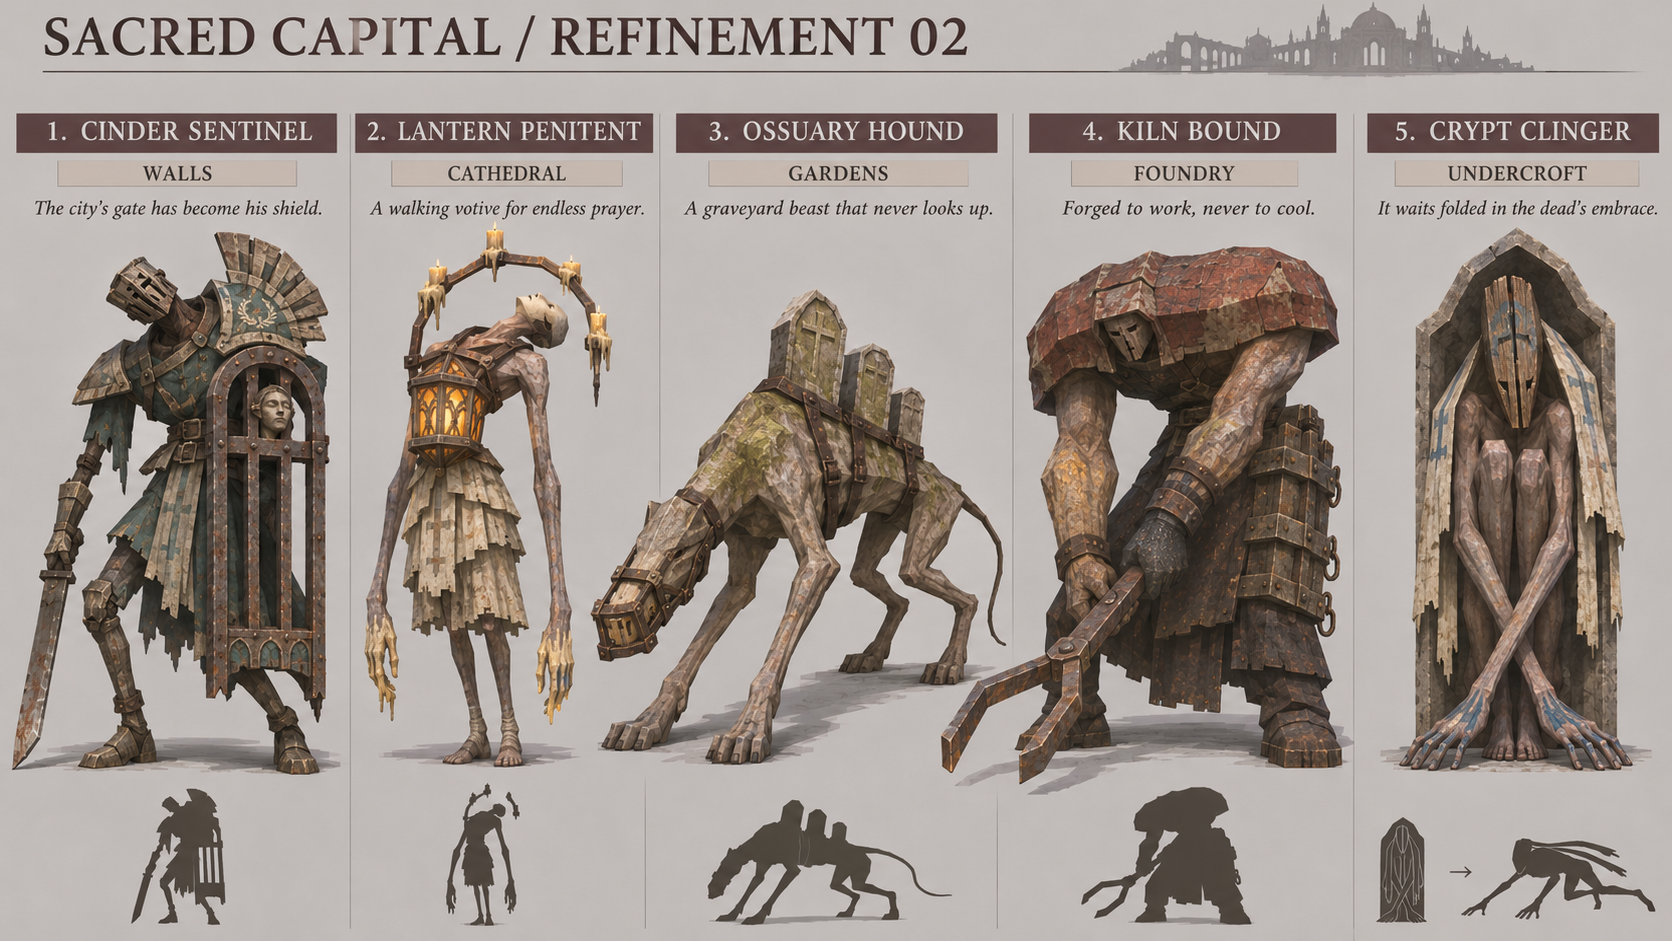 SACRED CAPITAL / REFINEMENT 02
1. CINDER SENTINEL
WALLS
The city's gate has become his shield.
2. LANTERN PENITENT
CATHEDRAL
A walking votive for endless prayer.
3. OSSUARY HOUND
GARDENS
A graveyard beast that never looks up.
4. KILN BOUND
FOUNDRY
Forged to work, never to cool.
5. CRYPT CLINGER
UNDERCROFT
It waits folded in the dead's embrace.